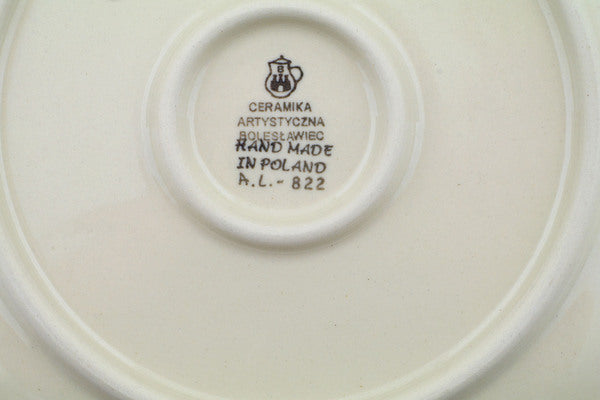 B
CERAMIKA
ARTYSTYCZNA
BOLESŁAWIEC
HAND MADE
IN POLAND
A.L.- 822